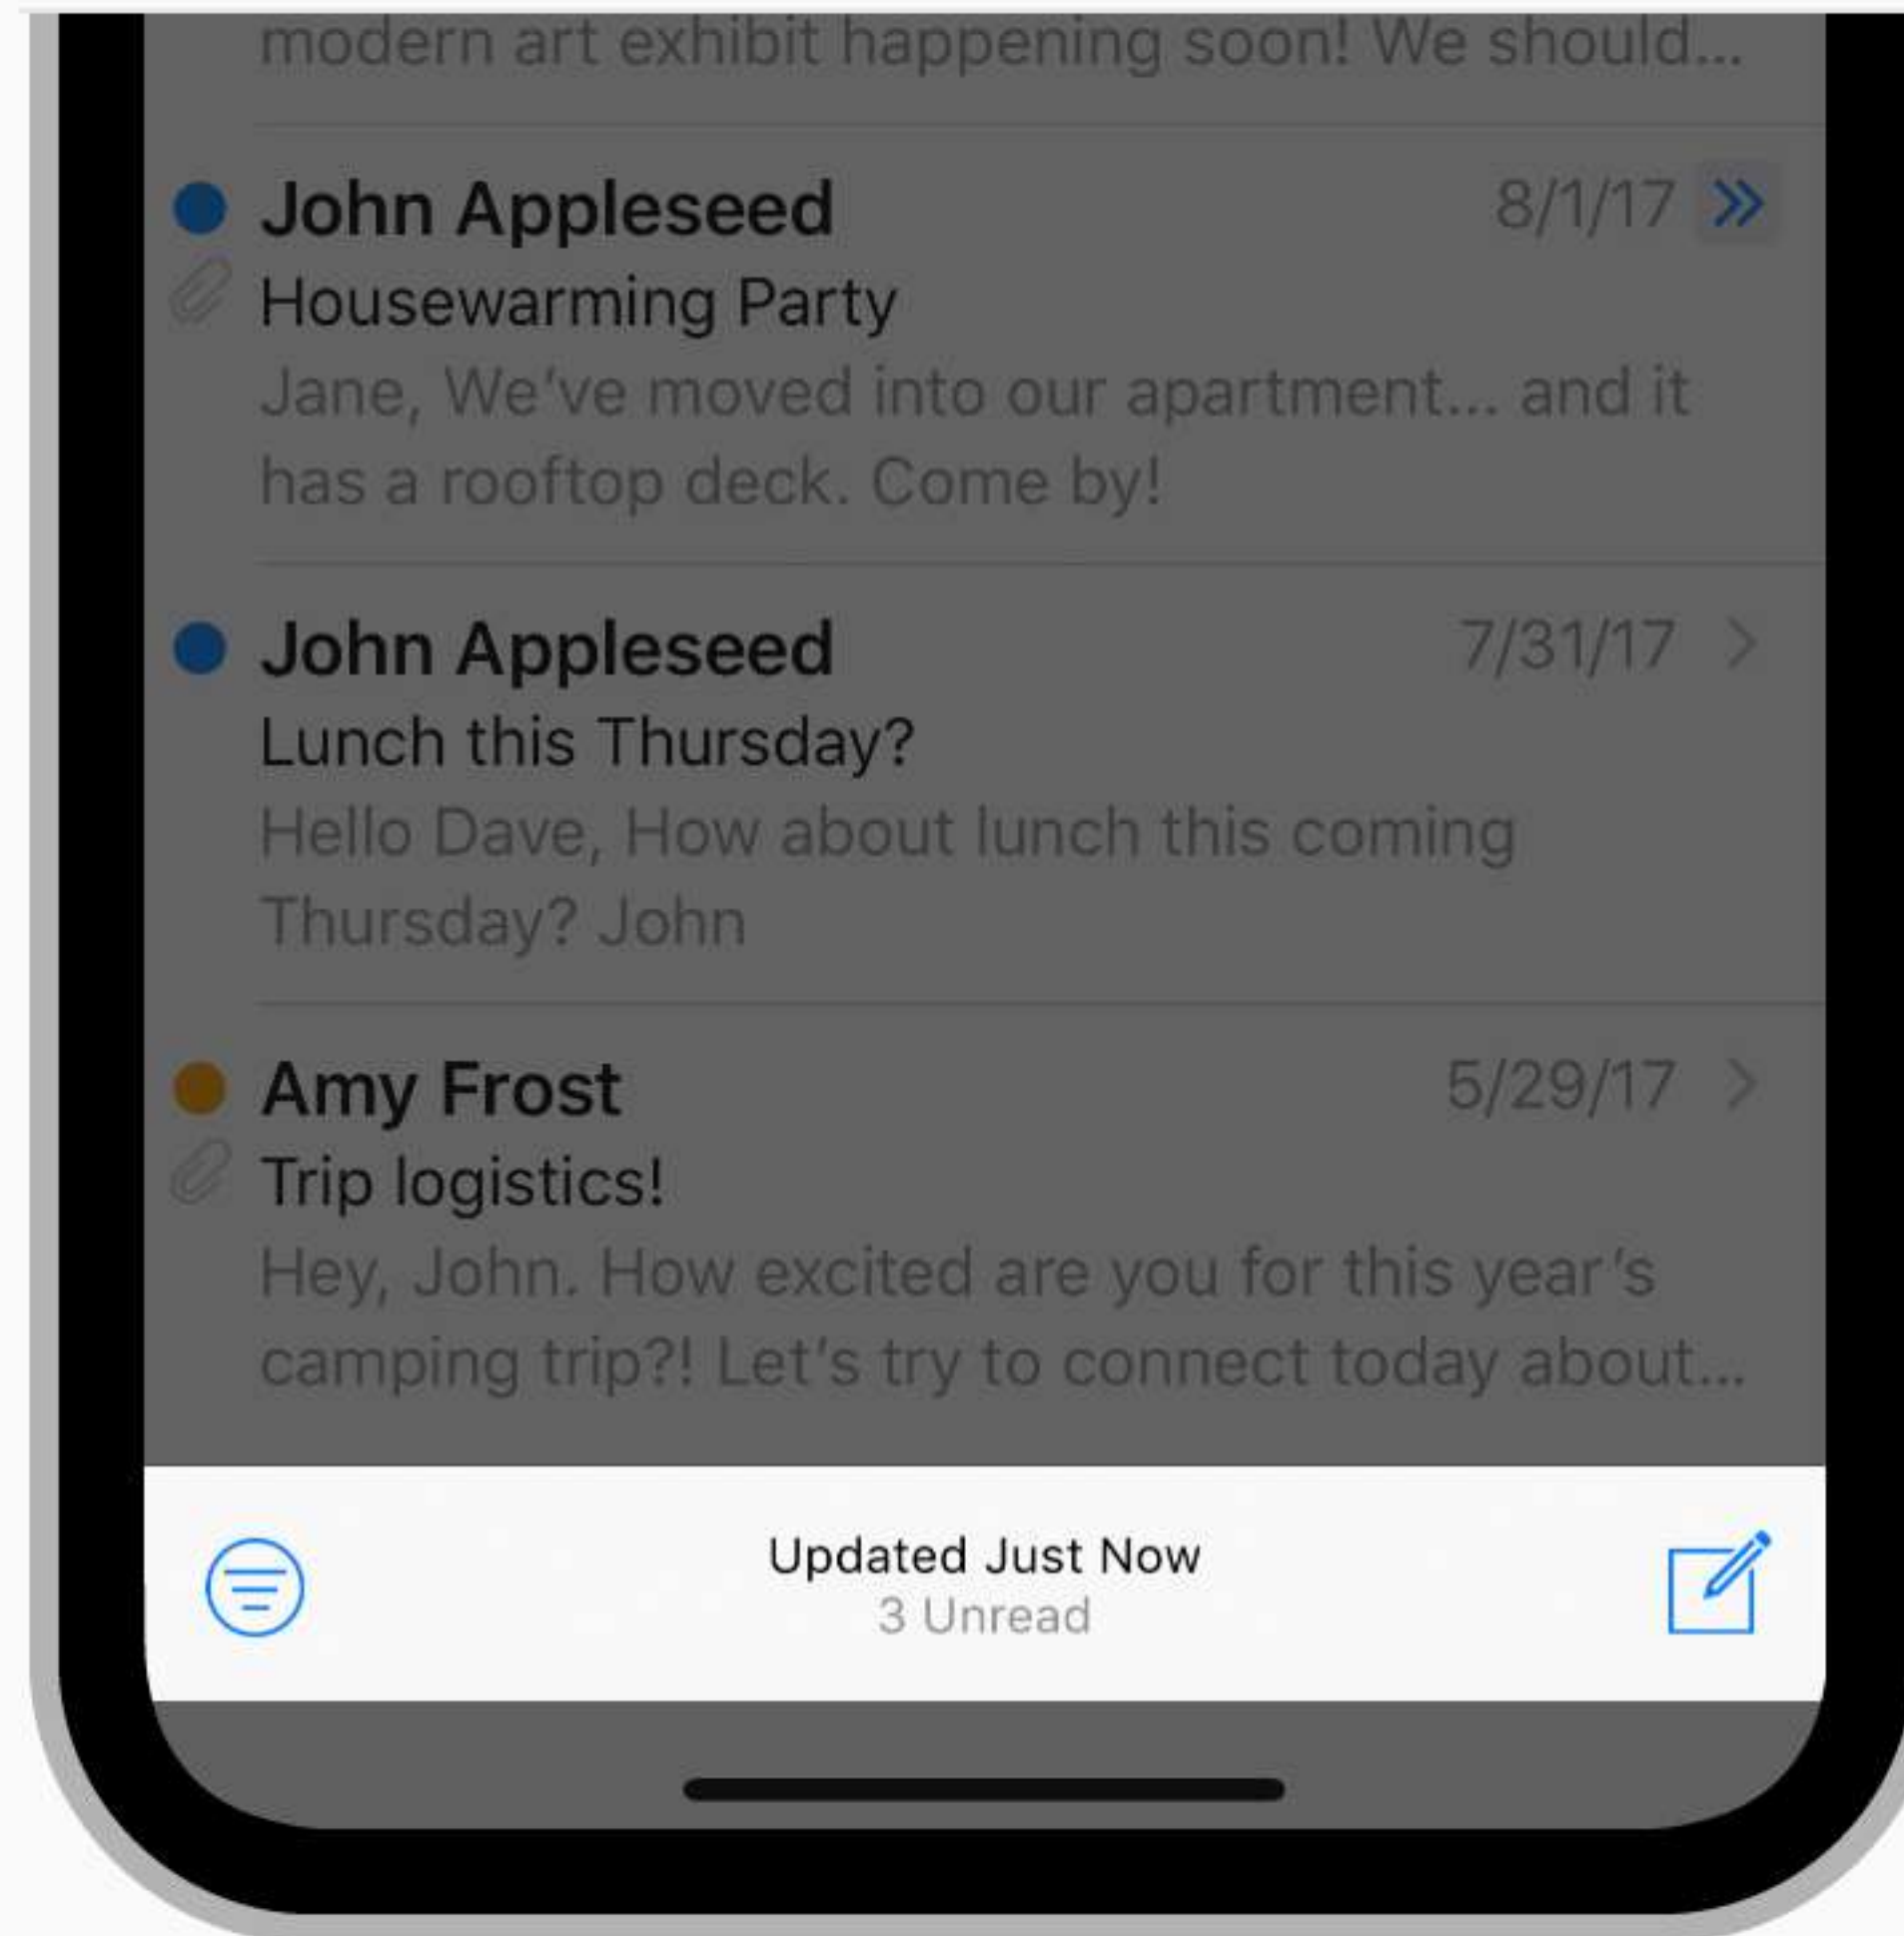 modern art exhibit happening soon! We should...
John Appleseed 8/1/17
Housewarming Party
Jane, We’ve moved into our apartment... and it
has a rooftop deck. Come by!
John Appleseed 7/31/17
Lunch this Thursday?
Hello Dave, How about lunch this coming
Thursday? John
Amy Frost 5/29/17
Trip logistics!
Hey, John. How excited are you for this year’s
camping trip?! Let’s try to connect today about...
Updated Just Now
3 Unread